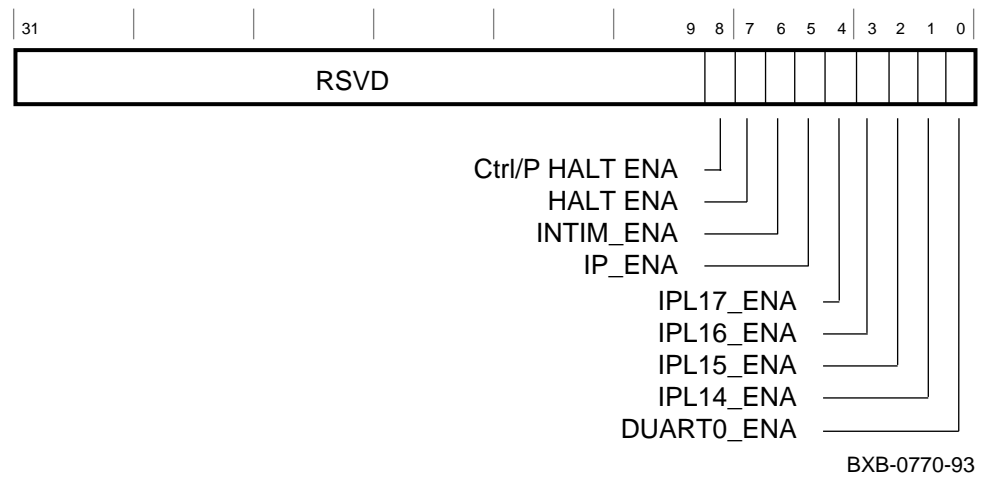 31 9 8 7 6 5 4 3 2 1 0
RSVD
Ctrl/P HALT ENA
HALT ENA
INTIM_ENA
IP_ENA
IPL17_ENA
IPL16_ENA
IPL15_ENA
IPL14_ENA
DUART0_ENA
BXB-0770-93